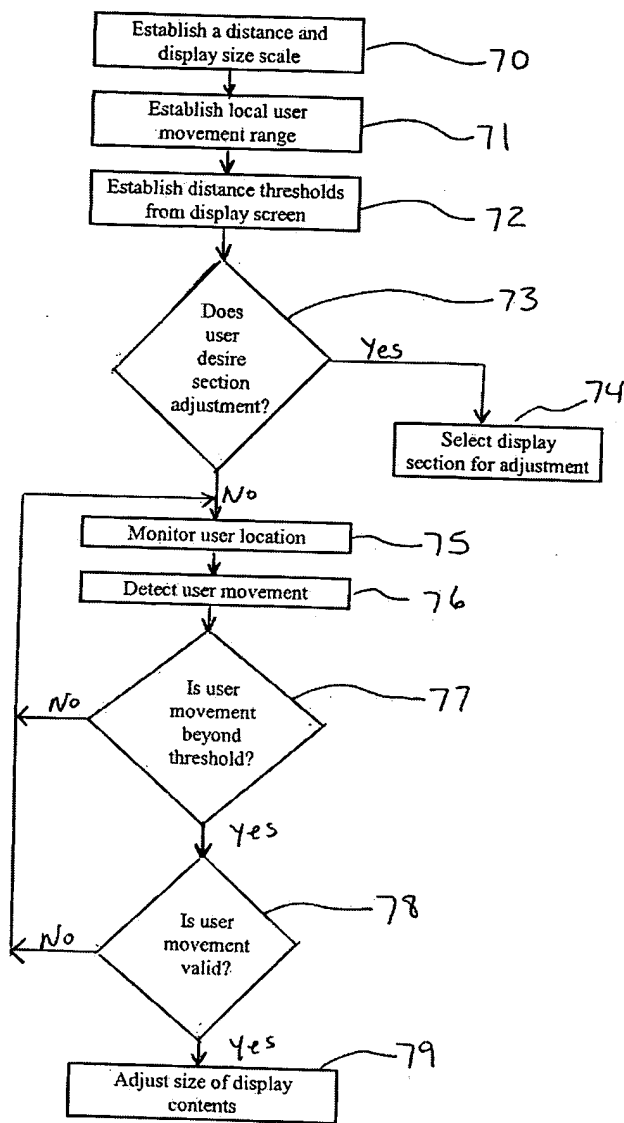 Establish a distance and
display size scale
70
Establish local user
movement range
71
Establish distance thresholds
from display screen
72
Does
user
desire
section
adjustment?
73
Yes
74
Select display
section for adjustment
No
Monitor user location
75
Detect user movement
76
Is user
movement
beyond
threshold?
77
No
Yes
Is user
movement
valid?
78
No
Yes
Adjust size of display
contents
79